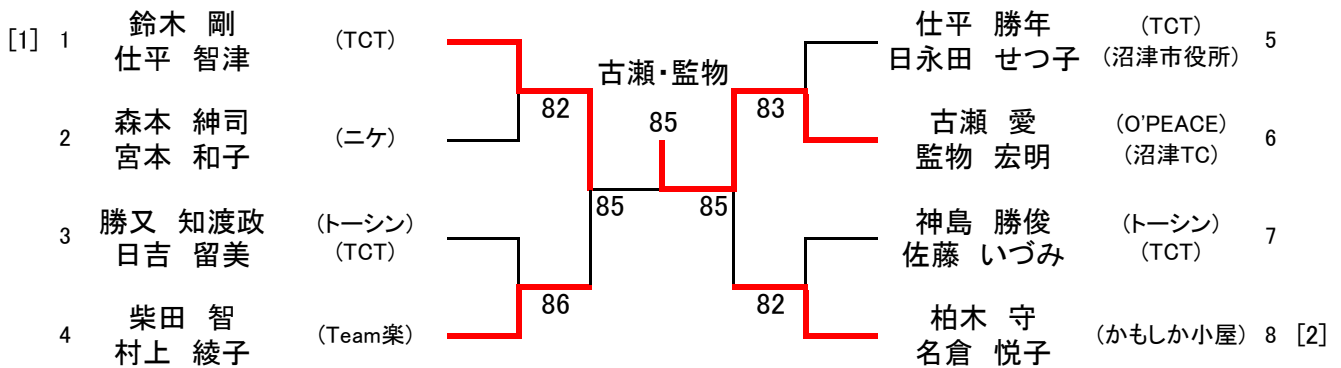 [1] 1 鈴木 剛 (TCT)
仕平 智津
2 森本 紳司 (ニケ)
宮本 和子
3 勝又 知渡政 (トーシン)
日吉 留美 (TCT)
4 柴田 智 (Team楽)
村上 綾子
82
86
85
古瀬・監物
85
85
83
82
仕平 勝年 (TCT) 5
日永田 せつ子 (沼津市役所)
古瀬 愛 (O'PEACE) 6
監物 宏明 (沼津TC)
神島 勝俊 (トーシン) 7
佐藤 いづみ (TCT)
柏木 守 (かもしか小屋) 8 [2]
名倉 悦子